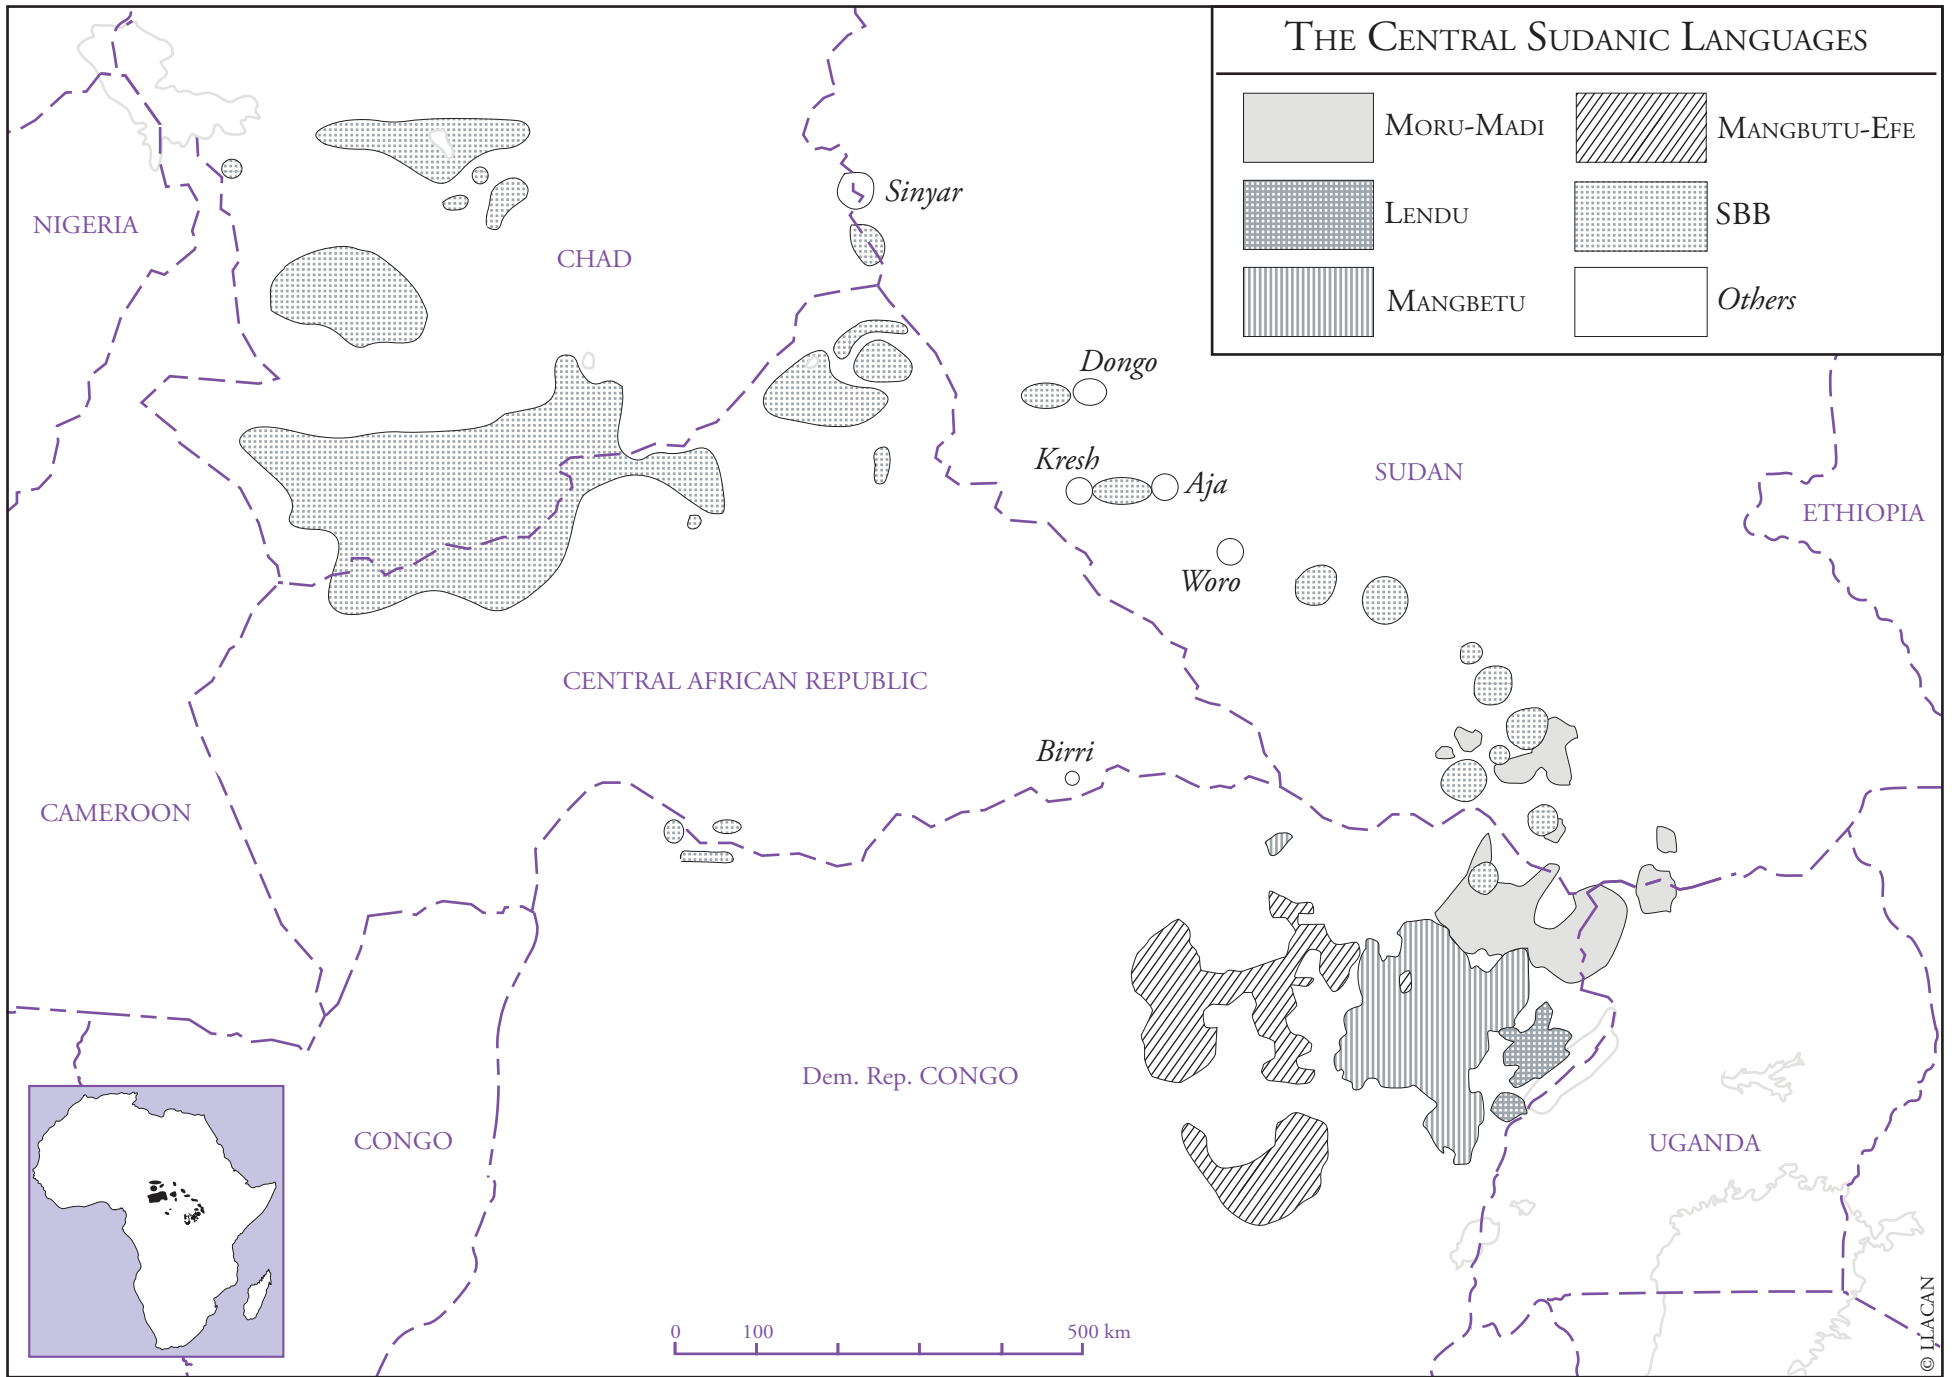 THE CENTRAL SUDANIC LANGUAGES
MORU-MADI
MANGBUTU-EFE
LENDU
SBB
MANGBETU
Others
NIGERIA
CHAD
Sinyar
Dongo
Kresh
Aja
SUDAN
ETHIOPIA
Woro
CENTRAL AFRICAN REPUBLIC
Birri
CAMEROON
Dem. Rep. CONGO
CONGO
UGANDA
0 100 500 km
© LLACAN